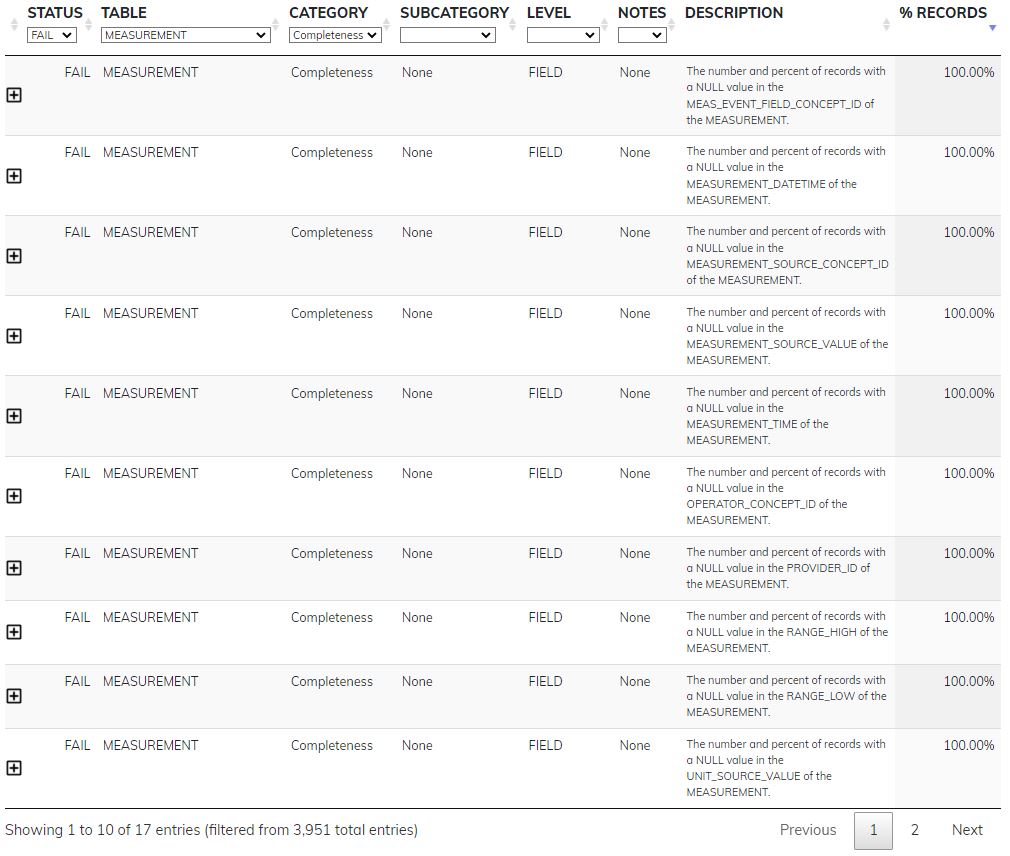 STATUS TABLE CATEGORY SUBCATEGORY LEVEL NOTES DESCRIPTION % RECORDS
FAIL MEASUREMENT Completeness
FAIL MEASUREMENT Completeness None FIELD None The number and percent of records with 100.00%
a NULL value in the
MEAS_EVENT_FIELD_CONCEPT_ID of
the MEASUREMENT.
FAIL MEASUREMENT Completeness None FIELD None The number and percent of records with 100.00%
a NULL value in the
MEASUREMENT_DATETIME of the
MEASUREMENT.
FAIL MEASUREMENT Completeness None FIELD None The number and percent of records with 100.00%
a NULL value in the
MEASUREMENT_SOURCE_CONCEPT_ID
of the MEASUREMENT.
FAIL MEASUREMENT Completeness None FIELD None The number and percent of records with 100.00%
a NULL value in the
MEASUREMENT_SOURCE_VALUE of the
MEASUREMENT.
FAIL MEASUREMENT Completeness None FIELD None The number and percent of records with 100.00%
a NULL value in the
MEASUREMENT_TIME of the
MEASUREMENT.
FAIL MEASUREMENT Completeness None FIELD None The number and percent of records with 100.00%
a NULL value in the
OPERATOR_CONCEPT_ID of the
MEASUREMENT.
FAIL MEASUREMENT Completeness None FIELD None The number and percent of records with 100.00%
a NULL value in the PROVIDER_ID of
the MEASUREMENT.
FAIL MEASUREMENT Completeness None FIELD None The number and percent of records with 100.00%
a NULL value in the RANGE_HIGH of the
MEASUREMENT.
FAIL MEASUREMENT Completeness None FIELD None The number and percent of records with 100.00%
a NULL value in the RANGE_LOW of the
MEASUREMENT.
FAIL MEASUREMENT Completeness None FIELD None The number and percent of records with 100.00%
a NULL value in the
UNIT_SOURCE_VALUE of the
MEASUREMENT.
Showing 1 to 10 of 17 entries (filtered from 3,951 total entries) Previous 1 2 Next